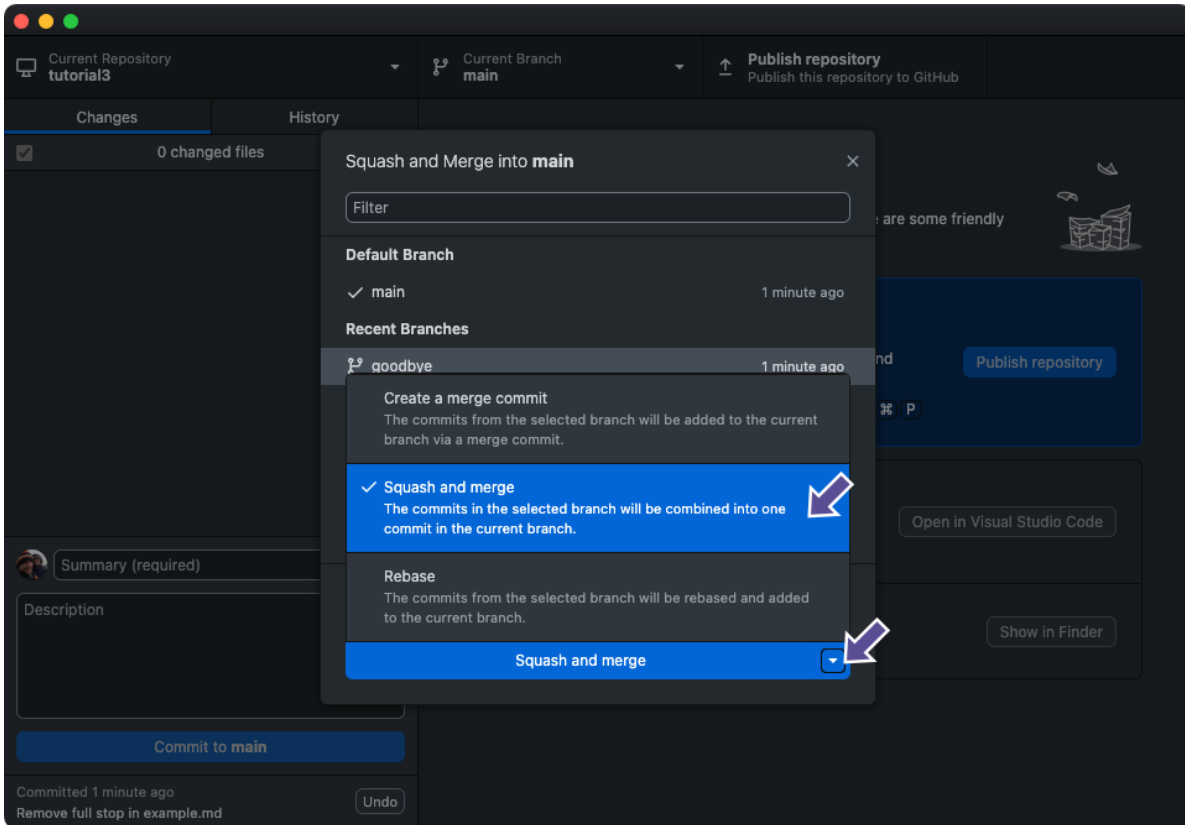 Current Repository
tutorial3
Current Branch
main
Publish repository
Publish this repository to GitHub
Changes
History
0 changed files
Squash and Merge into main
Filter
Default Branch
main
1 minute ago
Recent Branches
goodbye
1 minute ago
Create a merge commit
The commits from the selected branch will be added to the current
branch via a merge commit.
Squash and merge
The commits in the selected branch will be combined into one
commit in the current branch.
Rebase
The commits from the selected branch will be rebased and added
to the current branch.
Squash and merge
are some friendly
nd
Publish repository
⌘ P
Open in Visual Studio Code
Show in Finder
Summary (required)
Description
Commit to main
Committed 1 minute ago
Remove full stop in example.md
Undo